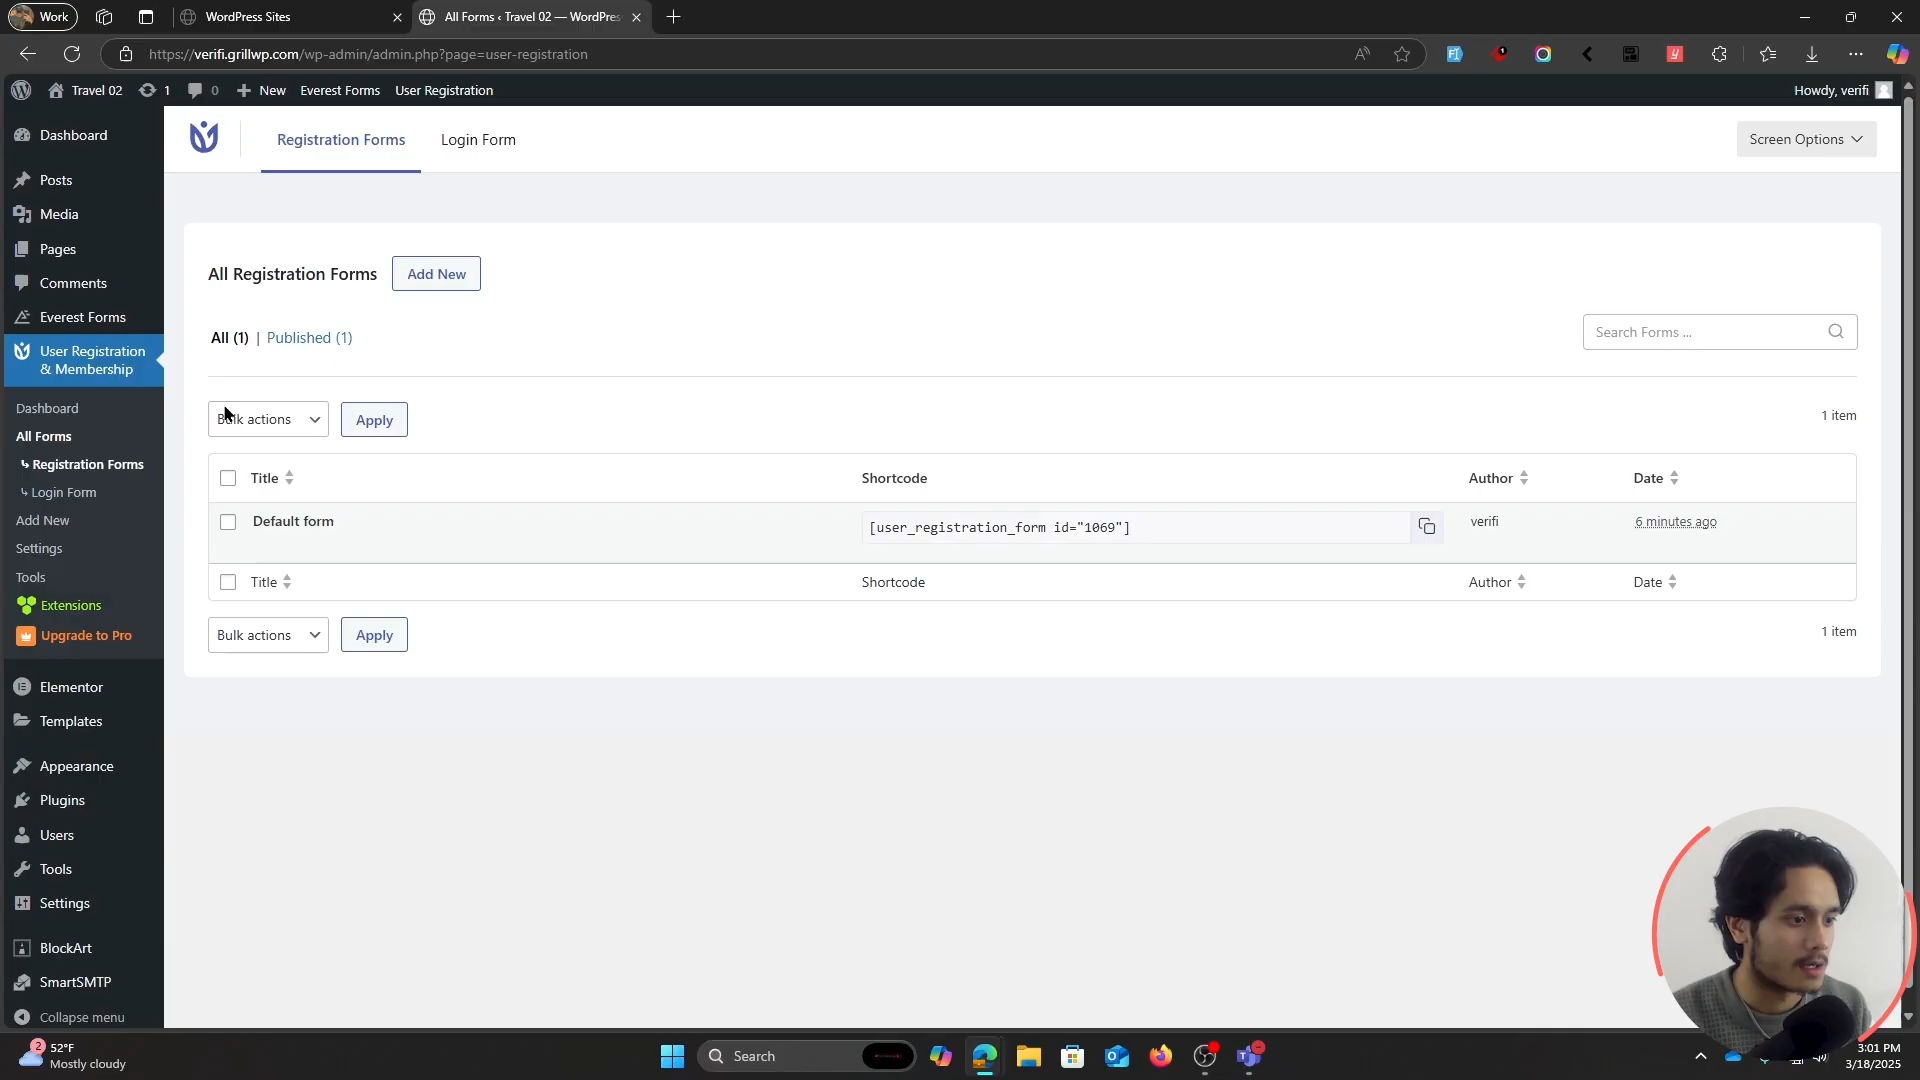 Work
WordPress Sites
All Forms ‹ Travel 02 — WordPres
https://verifi.grillwp.com/wp-admin/admin.php?page=user-registration
Travel 02
1
0
New
Everest Forms
User Registration
Howdy, verifi
Dashboard
Posts
Media
Pages
Comments
Everest Forms
User Registration
& Membership
Dashboard
All Forms
Registration Forms
Login Form
Add New
Settings
Tools
Extensions
Upgrade to Pro
Elementor
Templates
Appearance
Plugins
Users
Tools
Settings
BlockArt
SmartSMTP
Collapse menu
Registration Forms
Login Form
Screen Options
All Registration Forms
Add New
All (1) | Published (1)
Search Forms ...
Bulk actions
Apply
1 item
Title
Shortcode
Author
Date
Default form
[user_registration_form id="1069"]
verifi
6 minutes ago
Title
Shortcode
Author
Date
Bulk actions
Apply
1 item
2
52°F
Mostly cloudy
Search
3:01 PM
3/18/2025